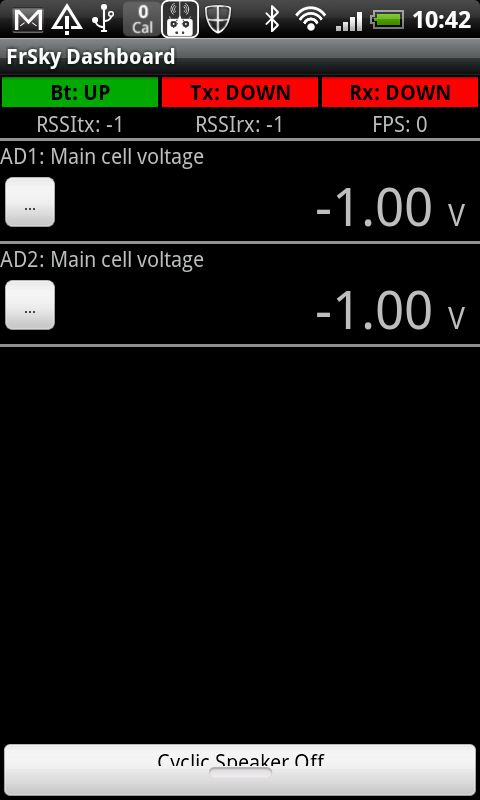 0
Cal
10:42
FrSky Dashboard
Bt: UP Tx: DOWN Rx: DOWN
RSSItx: -1 RSSIrx: -1 FPS: 0
AD1: Main cell voltage
...
-1.00 V
AD2: Main cell voltage
...
-1.00 V
Cyclic Speaker Off